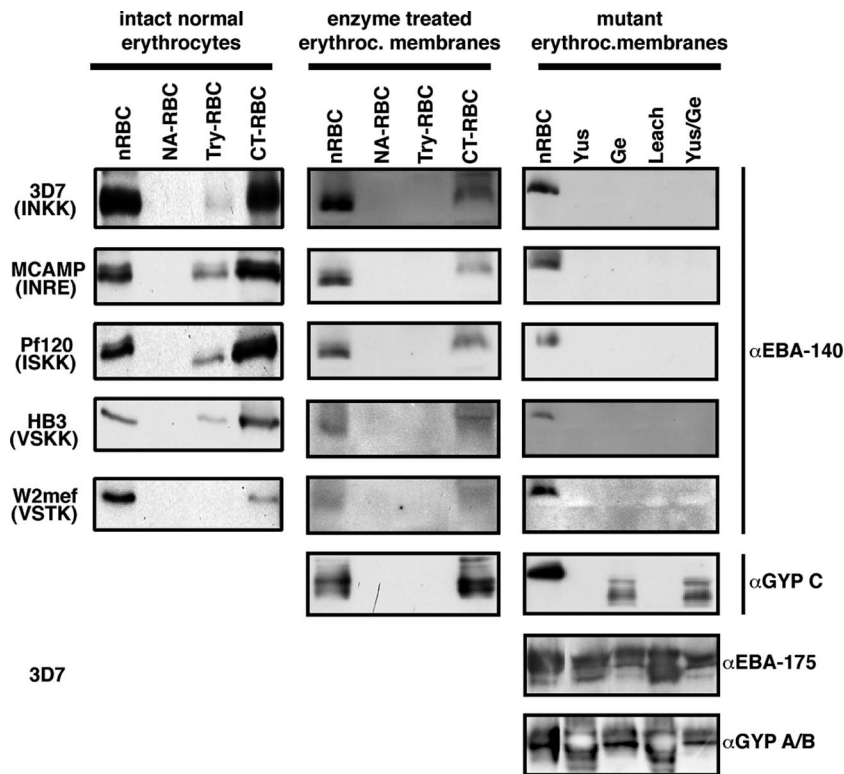 intact normal
erythrocytes
enzyme treated
erythroc. membranes
mutant
erythroc.membranes
nRBC
NA-RBC
Try-RBC
CT-RBC
nRBC
NA-RBC
Try-RBC
CT-RBC
nRBC
Yus
Ge
Leach
Yus/Ge
3D7
(INKK)
MCAMP
(INRE)
Pf120
(ISKK)
αEBA-140
HB3
(VSKK)
W2mef
(VSTK)
αGYP C
3D7
αEBA-175
αGYP A/B